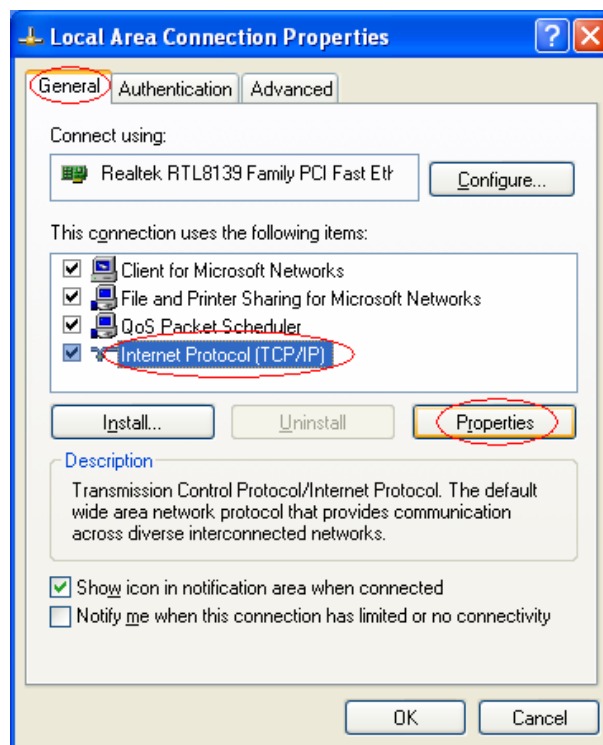 Local Area Connection Properties
General Authentication Advanced
Connect using:
Realtek RTL8139 Family PCI Fast Eth
Configure...
This connection uses the following items:
Client for Microsoft Networks
File and Printer Sharing for Microsoft Networks
QoS Packet Scheduler
Internet Protocol (TCP/IP)
Install... Uninstall Properties
Description
Transmission Control Protocol/Internet Protocol. The default
wide area network protocol that provides communication
across diverse interconnected networks.
Show icon in notification area when connected
Notify me when this connection has limited or no connectivity
OK Cancel